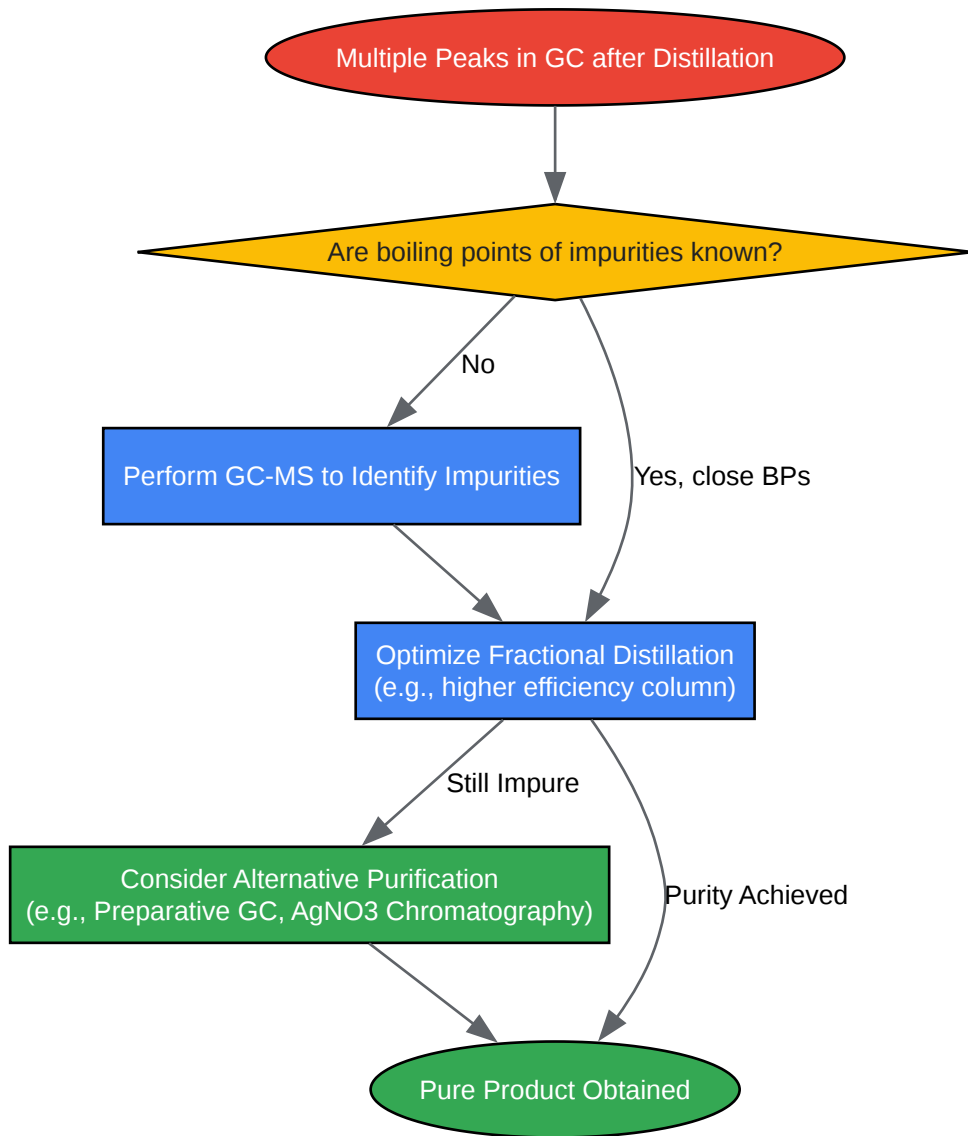 Multiple Peaks in GC after Distillation
Are boiling points of impurities known?
No
Perform GC-MS to Identify Impurities
Yes, close BPs
Optimize Fractional Distillation
(e.g., higher efficiency column)
Still Impure
Consider Alternative Purification
(e.g., Preparative GC, AgNO3 Chromatography)
Purity Achieved
Pure Product Obtained